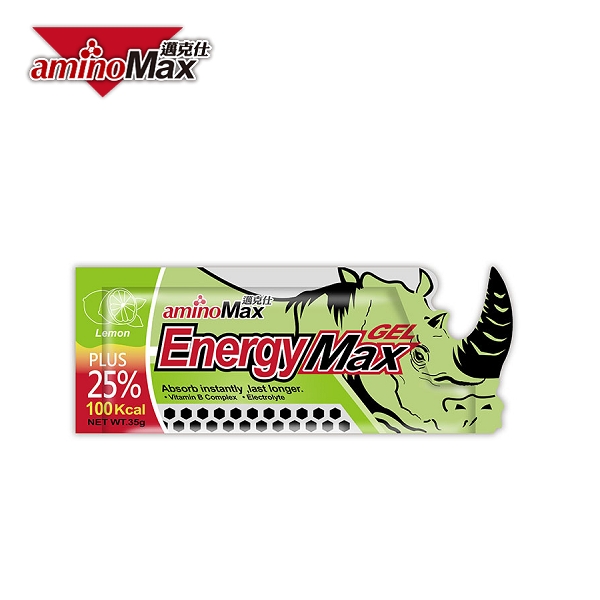 aminoMax 邁克仕
Lemon
PLUS
25%
100Kcal
NET WT.35g
aminoMax 邁克仕
EnergyMax
GEL
Absorb instantly ,last longer.
• Vitamin B Complex • Electrolyte